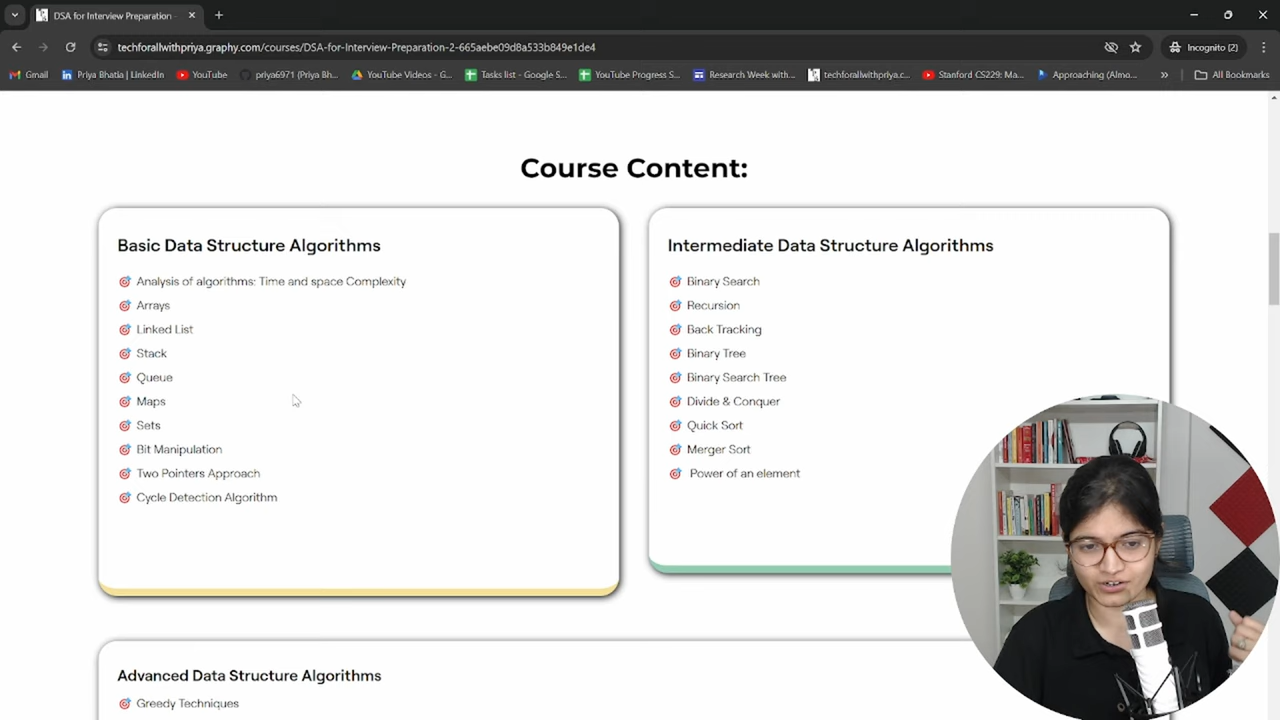 DSA for Interview Preparation -
techforallwithpriya.graphy.com/courses/DSA-for-Interview-Preparation-2-665aebe09d8a533b849e1de4
Incognito (2)
Gmail
Priya Bhatia | LinkedIn
YouTube
priya6971 (Priya Bh...
YouTube Videos - G...
Tasks list - Google S...
YouTube Progress S...
Research Week with...
techforallwithpriya.c...
Stanford CS229: Ma...
Approaching (Almo...
»
All Bookmarks
Course Content:
Basic Data Structure Algorithms
Analysis of algorithms: Time and space Complexity
Arrays
Linked List
Stack
Queue
Maps
Sets
Bit Manipulation
Two Pointers Approach
Cycle Detection Algorithm
Intermediate Data Structure Algorithms
Binary Search
Recursion
Back Tracking
Binary Tree
Binary Search Tree
Divide & Conquer
Quick Sort
Merger Sort
Power of an element
Advanced Data Structure Algorithms
Greedy Techniques